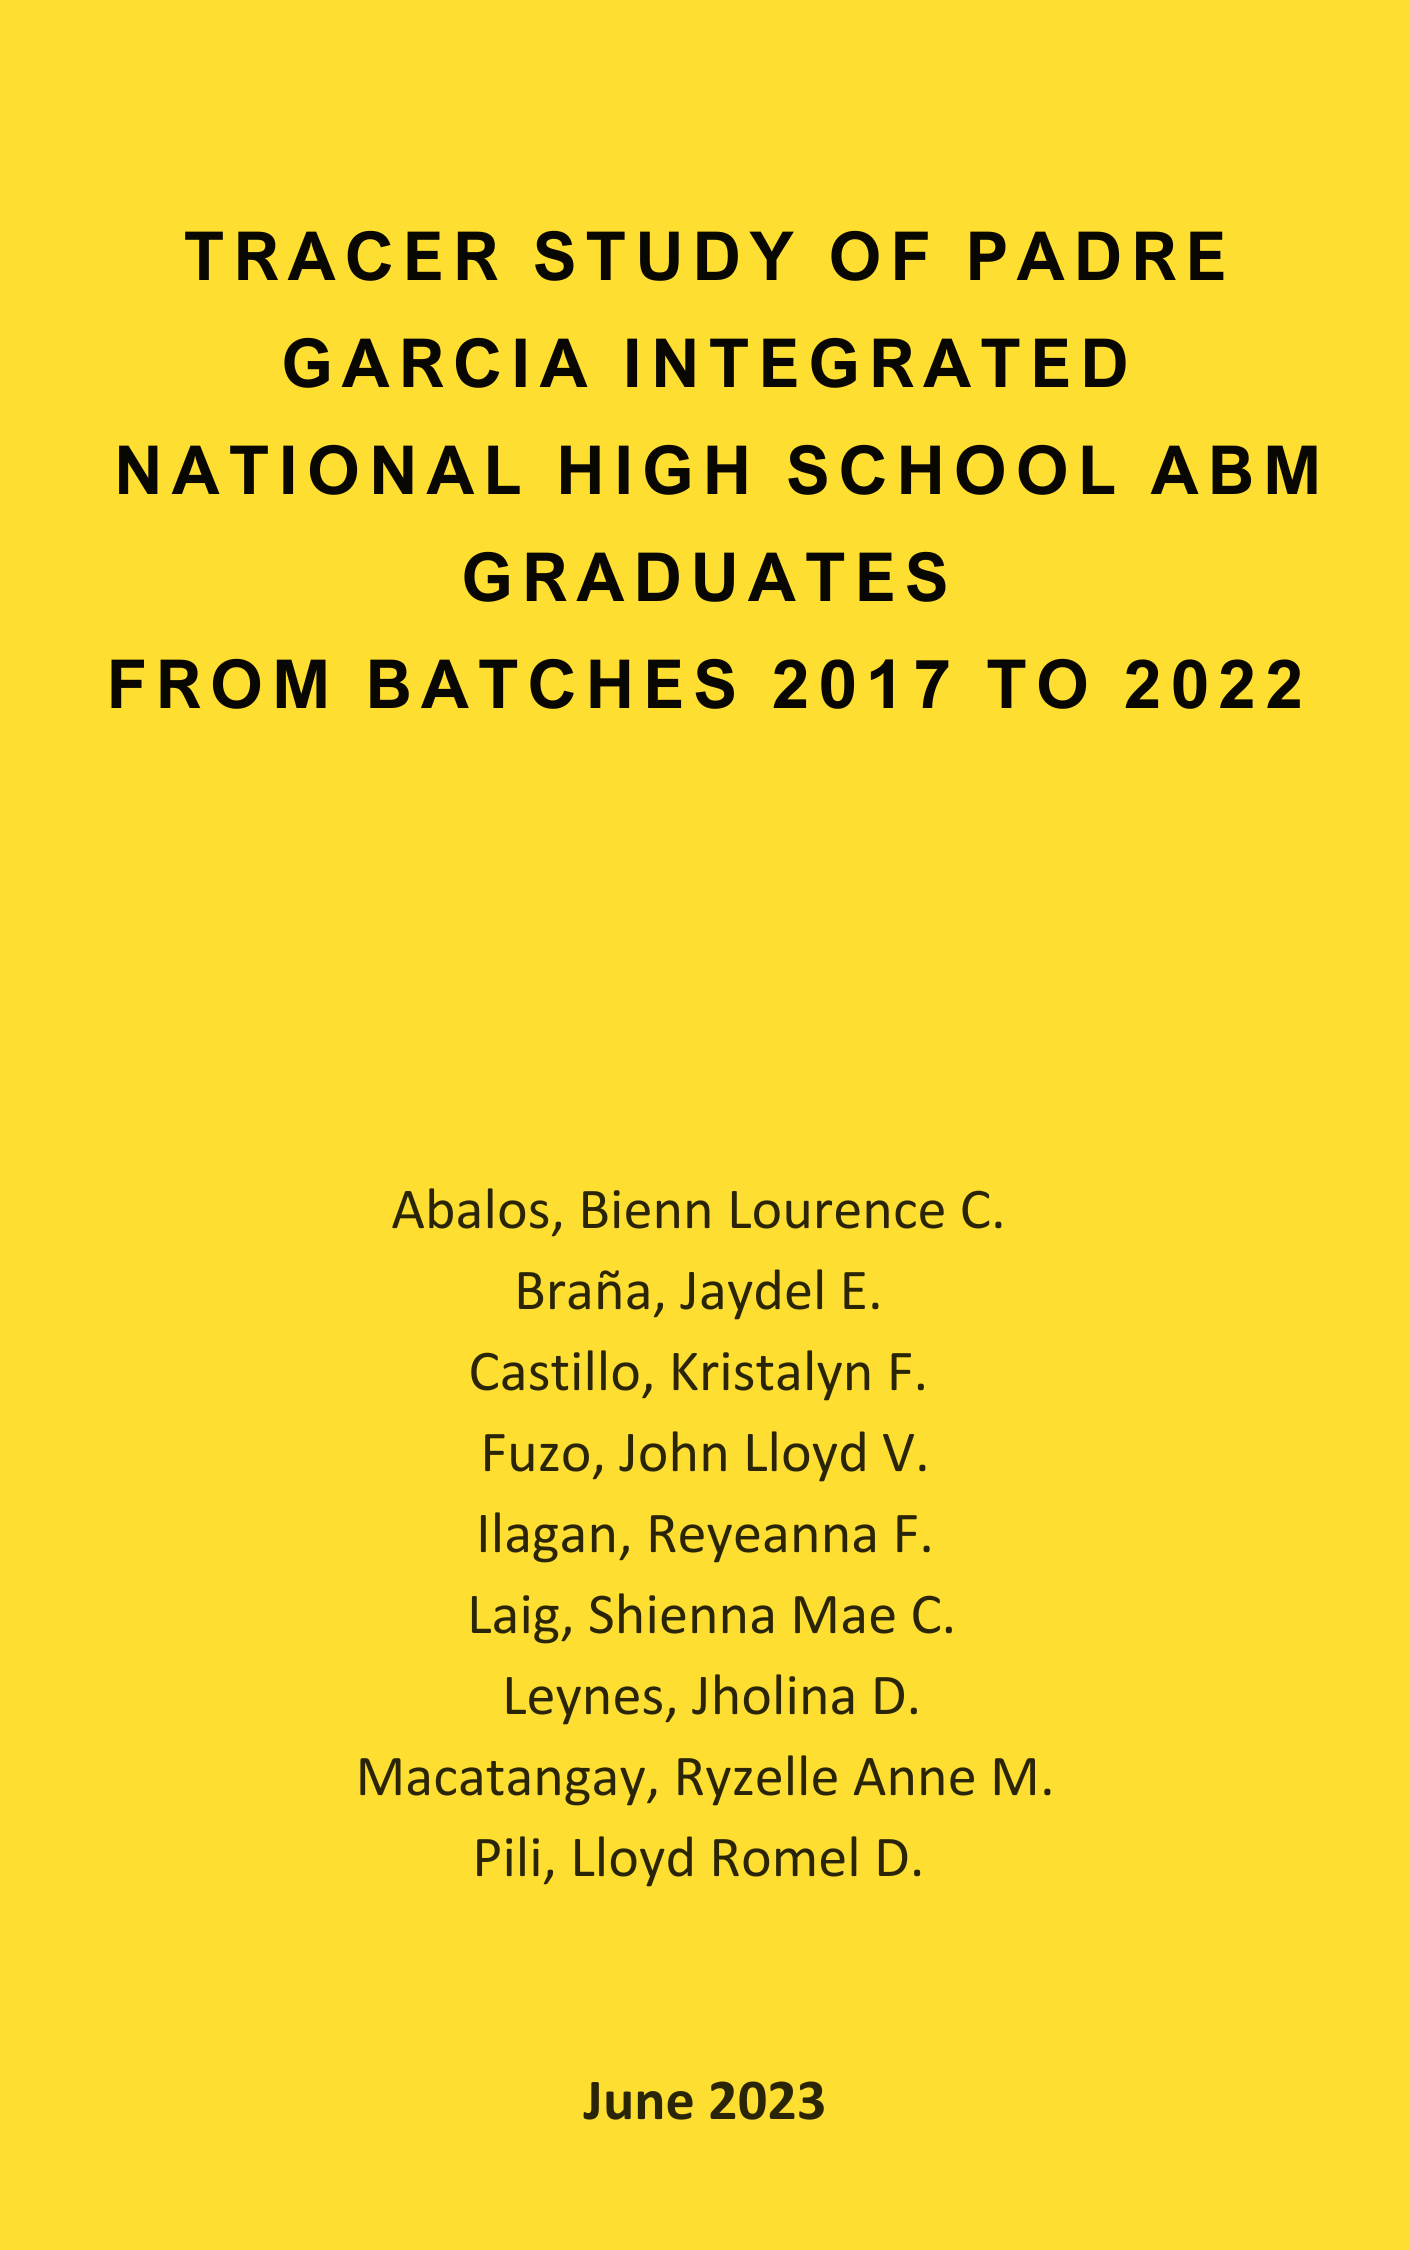 TRACER STUDY OF PADRE
GARCIA INTEGRATED
NATIONAL HIGH SCHOOL ABM
GRADUATES
FROM BATCHES 2017 TO 2022
Abalos, Bienn Lourence C.
Braña, Jaydel E.
Castillo, Kristalyn F.
Fuzo, John Lloyd V.
Ilagan, Reyeanna F.
Laig, Shienna Mae C.
Leynes, Jholina D.
Macatangay, Ryzelle Anne M.
Pili, Lloyd Romel D.
June 2023